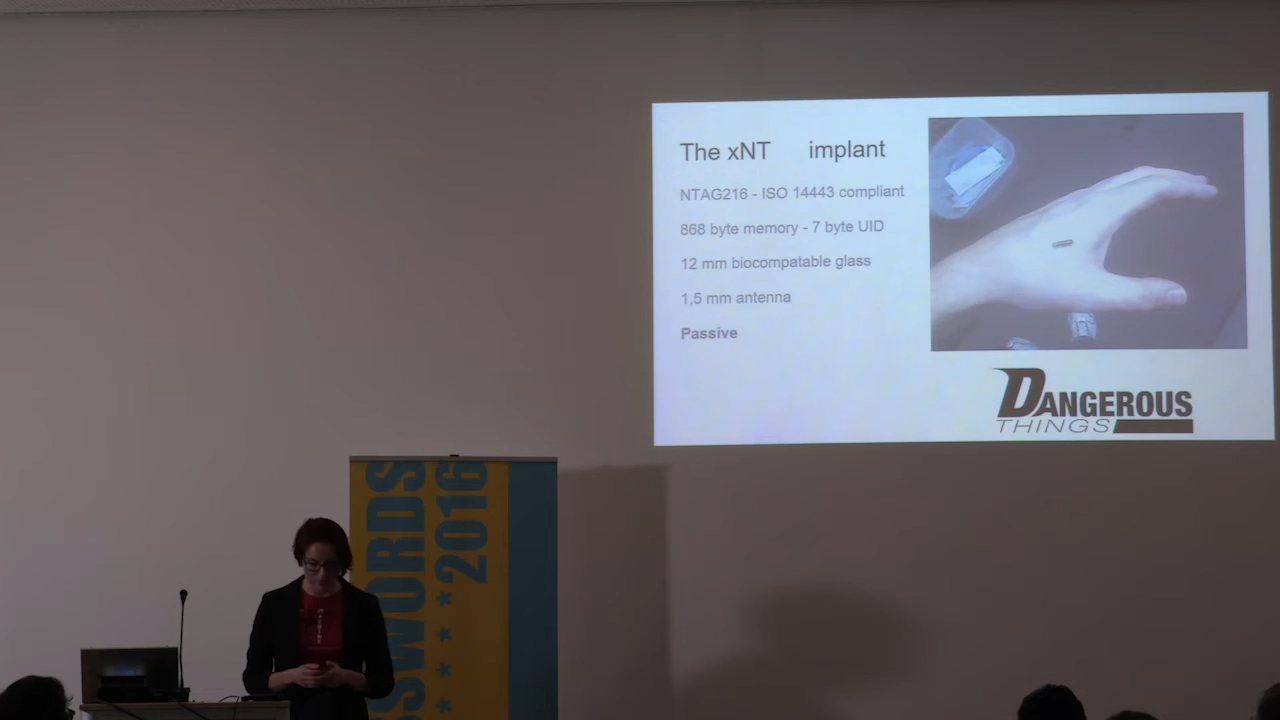 The xNT implant
NTAG216 - ISO 14443 compliant
868 byte memory - 7 byte UID
12 mm biocompatable glass
1,5 mm antenna
Passive
DANGEROUS
THINGS
SSWORDS
* * * * * 2016